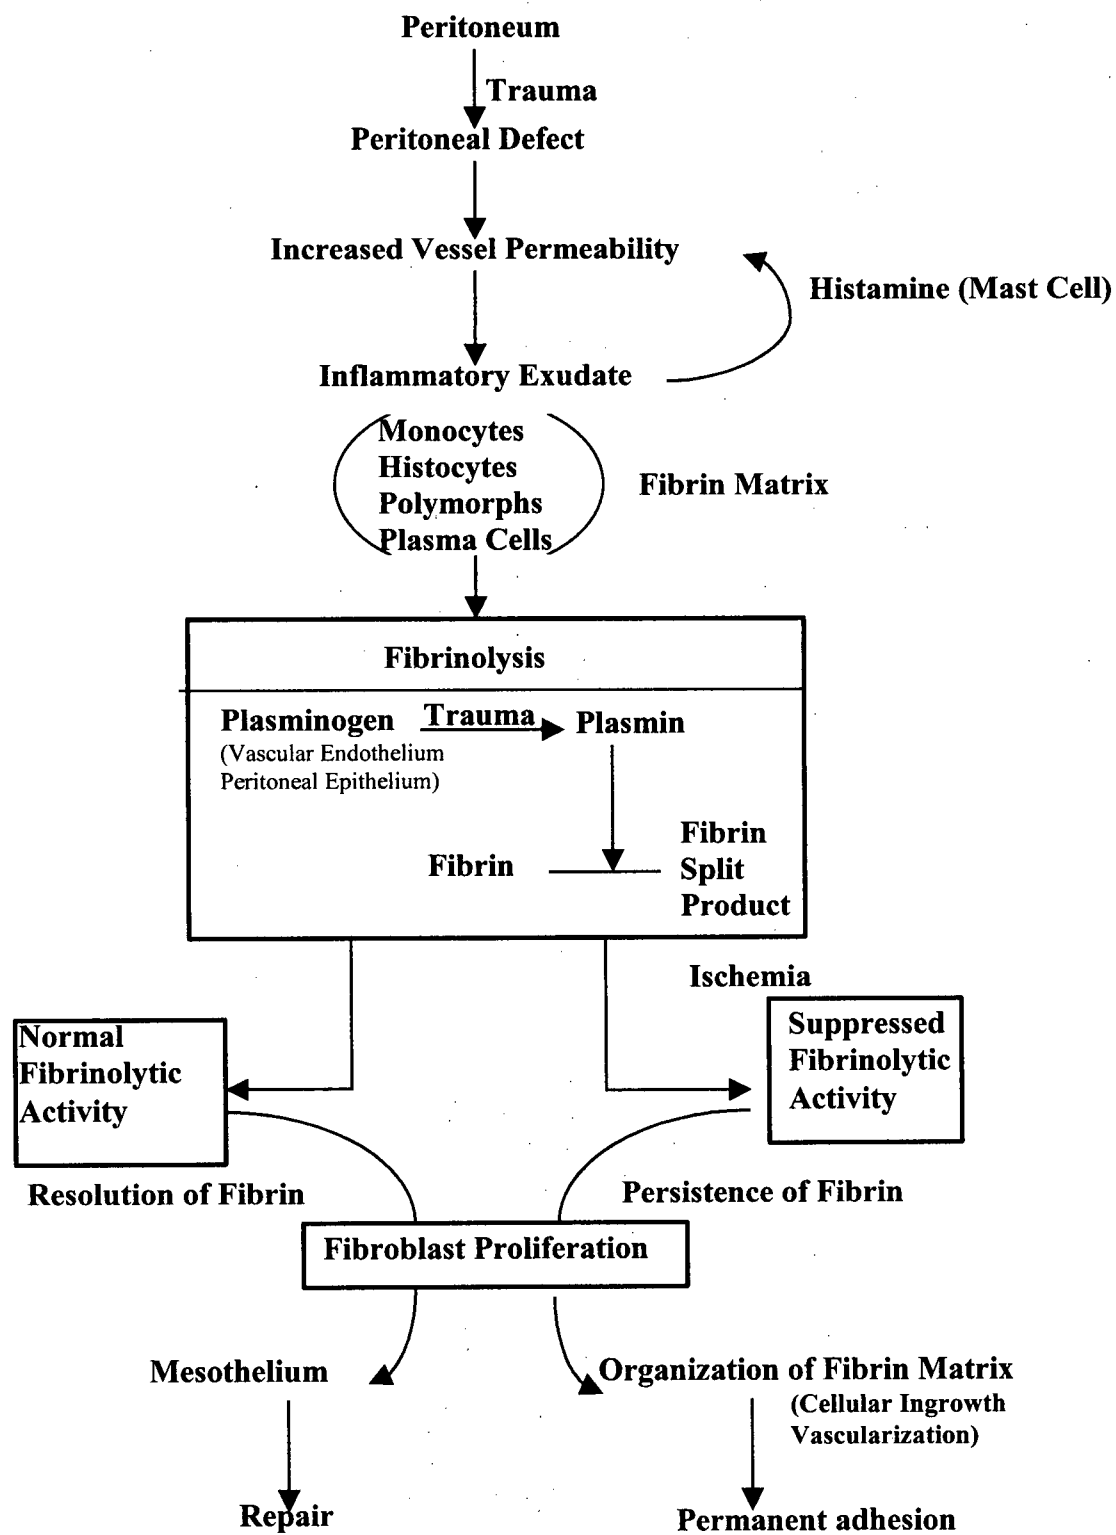 Peritoneum
Trauma
Peritoneal Defect
Increased Vessel Permeability
Histamine (Mast Cell)
Inflammatory Exudate
Monocytes
Histocytes
Polymorphs
Plasma Cells
Fibrin Matrix
Fibrinolysis
Plasminogen Trauma Plasmin
(Vascular Endothelium
Peritoneal Epithelium)
Fibrin
Fibrin
Split
Product
Ischemia
Normal
Fibrinolytic
Activity
Suppressed
Fibrinolytic
Activity
Resolution of Fibrin
Persistence of Fibrin
Fibroblast Proliferation
Mesothelium
Organization of Fibrin Matrix
(Cellular Ingrowth
Vascularization)
Repair
Permanent adhesion